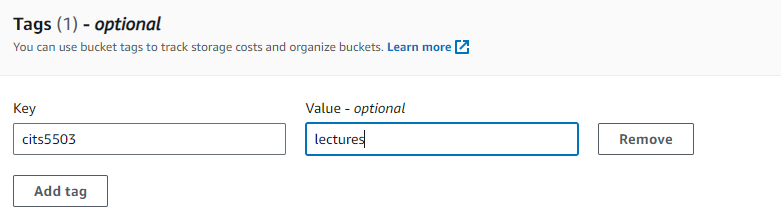 Tags (1) - optional
You can use bucket tags to track storage costs and organize buckets. Learn more
Key
Value - optional
cits5503
lectures
Remove
Add tag